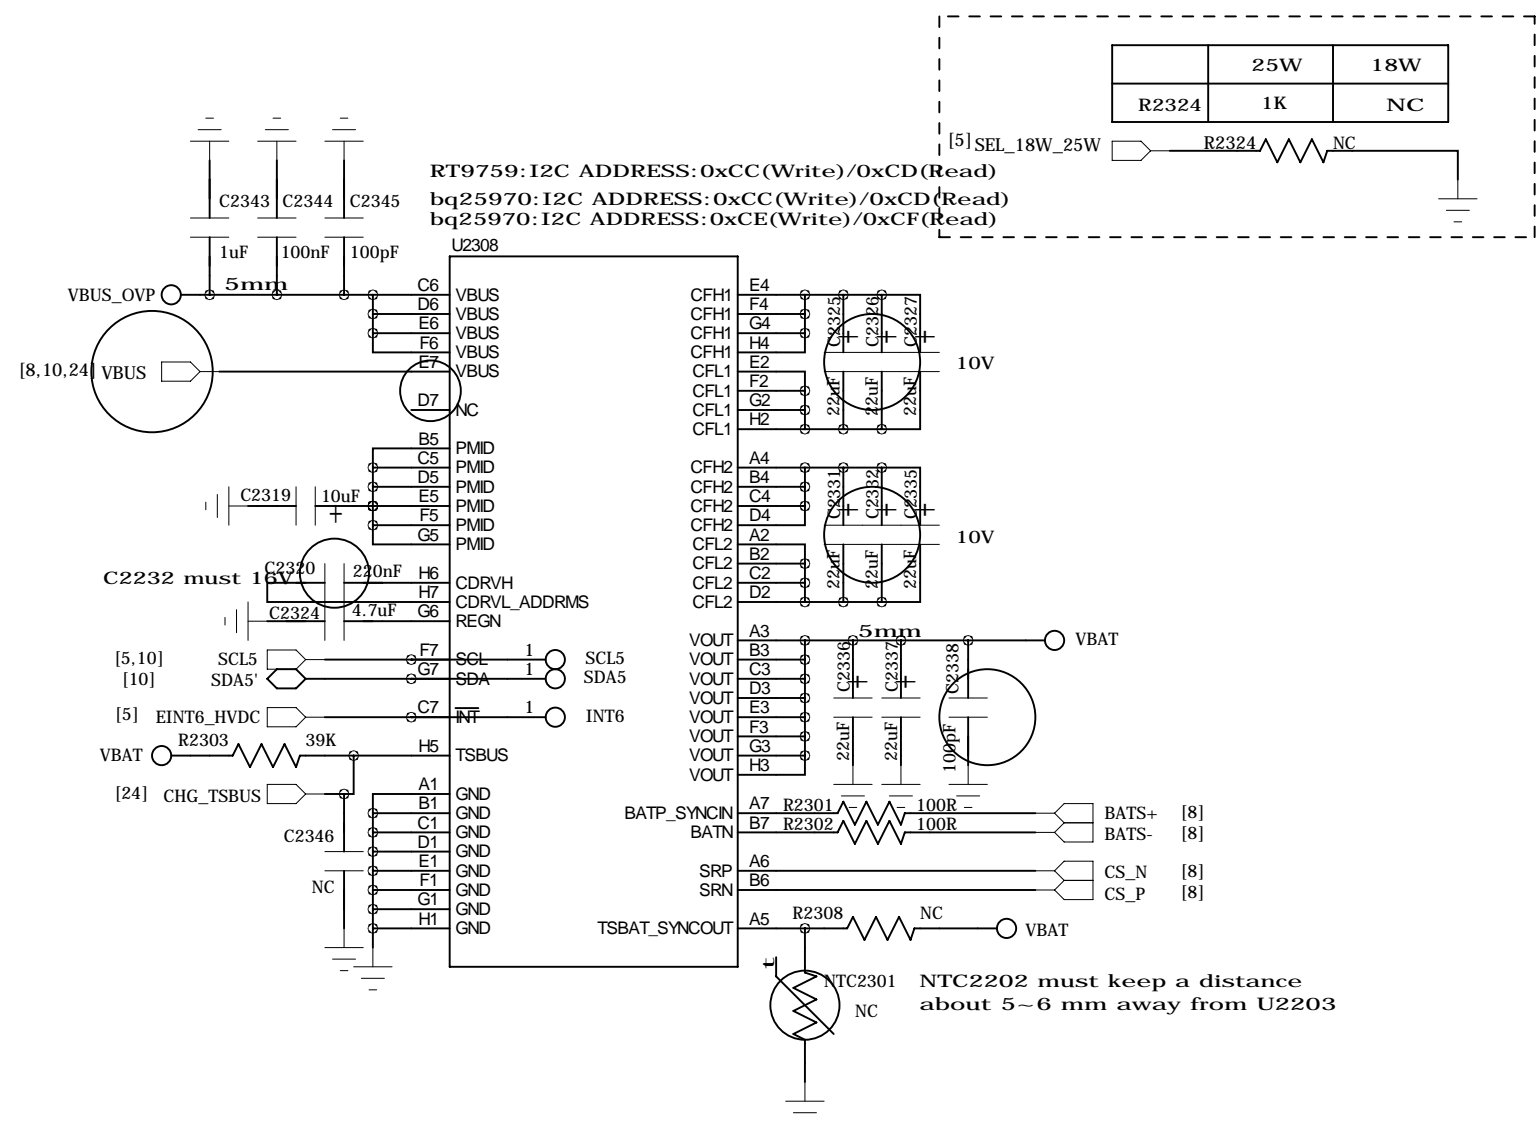 25W 18W
R2324 1K NC
[5] SEL_18W_25W R2324 NC
RT9759:I2C ADDRESS:0xCC(Write)/0xCD(Read)
bq25970:I2C ADDRESS:0xCC(Write)/0xCD(Read)
bq25970:I2C ADDRESS:0xCE(Write)/0xCF(Read)
C2343 C2344 C2345
1uF 100nF 100pF
VBUS_OVP 5mm
[8,10,24] VBUS
C2319 10uF
C2320 220nF
C2232 must 16V
C2324 4.7uF
[5,10] SCL5
[10] SDA5'
[5] EINT6_HVDC
VBAT R2303 39K
[24] CHG_TSBUS
C2346
NC
U2308
C6 VBUS
D6 VBUS
E6 VBUS
F6 VBUS
E7 VBUS
D7 NC
B5 PMID
C5 PMID
D5 PMID
E5 PMID
F5 PMID
G5 PMID
H6 CDRVH
H7 CDRVL_ADDRMS
G6 REGN
F7 SCL 1 SCL5
G7 SDA 1 SDA5
C7 INT 1 INT6
H5 TSBUS
A1 GND
B1 GND
C1 GND
D1 GND
E1 GND
F1 GND
G1 GND
H1 GND
CFH1 E4
CFH1 F4
CFH1 G4
CFH1 H4
CFL1 E2
CFL1 F2
CFL1 G2
CFL1 H2
C2325 C2326 C2327
10V
22uF 22uF 22uF
CFH2 A4
CFH2 B4
CFH2 C4
CFH2 D4
CFL2 A2
CFL2 B2
CFL2 C2
CFL2 D2
C2331 C2332 C2335
10V
22uF 22uF 22uF
VOUT A3
VOUT B3
VOUT C3
VOUT D3
VOUT E3
VOUT F3
VOUT G3
VOUT H3
5mm VBAT
C2336 C2337 C2338
22uF 22uF 100pF
BATP_SYNCIN A7 R2301 100R BATS+ [8]
BATN B7 R2302 100R BATS- [8]
SRP A6 CS_N [8]
SRN B6 CS_P [8]
TSBAT_SYNCOUT A5 R2308 NC VBAT
t NTC2301
NC
NTC2202 must keep a distance
about 5~6 mm away from U2203